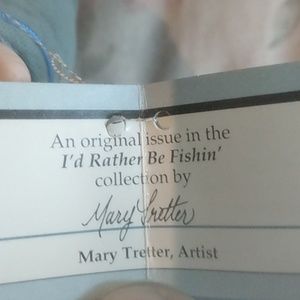 An original issue in the
I'd Rather Be Fishin'
collection by
Mary Tretter
Mary Tretter, Artist